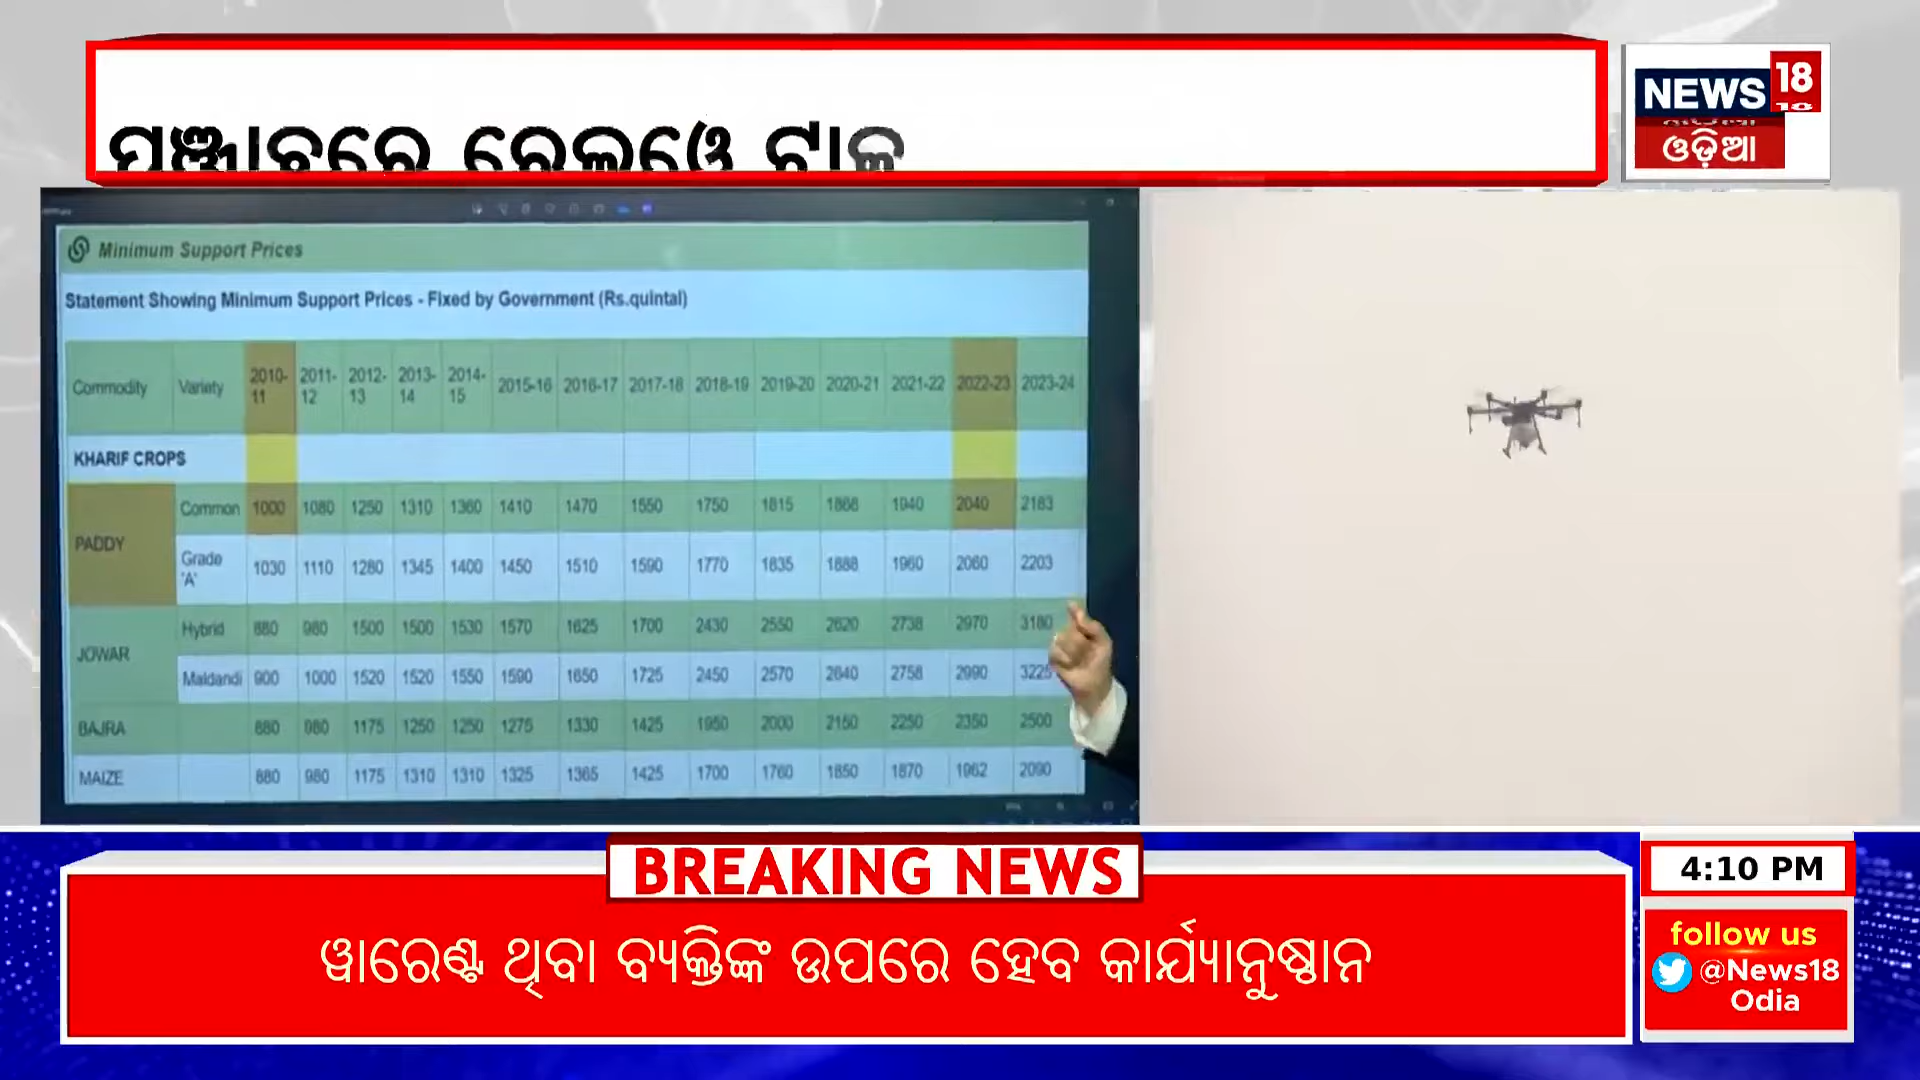 ପଞ୍ଜାବରେ ରେଲୱେ ଟ୍ରାକ
NEWS 18
ଓଡ଼ିଆ
Minimum Support Prices
Statement Showing Minimum Support Prices - Fixed by Government (Rs.quintal)
Commodity Variety 2010-11 2011-12 2012-13 2013-14 2014-15 2015-16 2016-17 2017-18 2018-19 2019-20 2020-21 2021-22 2022-23 2023-24
KHARIF CROPS
PADDY Common 1000 1080 1250 1310 1360 1410 1470 1550 1750 1815 1868 1940 2040 2183
Grade 'A' 1030 1110 1280 1345 1400 1450 1510 1590 1770 1835 1888 1960 2060 2203
JOWAR Hybrid 880 980 1500 1500 1530 1570 1625 1700 2430 2550 2620 2738 2970 3180
Maldandi 900 1000 1520 1520 1550 1590 1650 1725 2450 2570 2640 2758 2990 3225
BAJRA 880 980 1175 1250 1250 1275 1330 1425 1950 2000 2150 2250 2350 2500
MAIZE 880 980 1175 1310 1310 1325 1365 1425 1700 1760 1850 1870 1962 2090
BREAKING NEWS
ୱାରେଣ୍ଟ ଥିବା ବ୍ୟକ୍ତିଙ୍କ ଉପରେ ହେବ କାର୍ଯ୍ୟାନୁଷ୍ଠାନ
4:10 PM
follow us
@News18
Odia